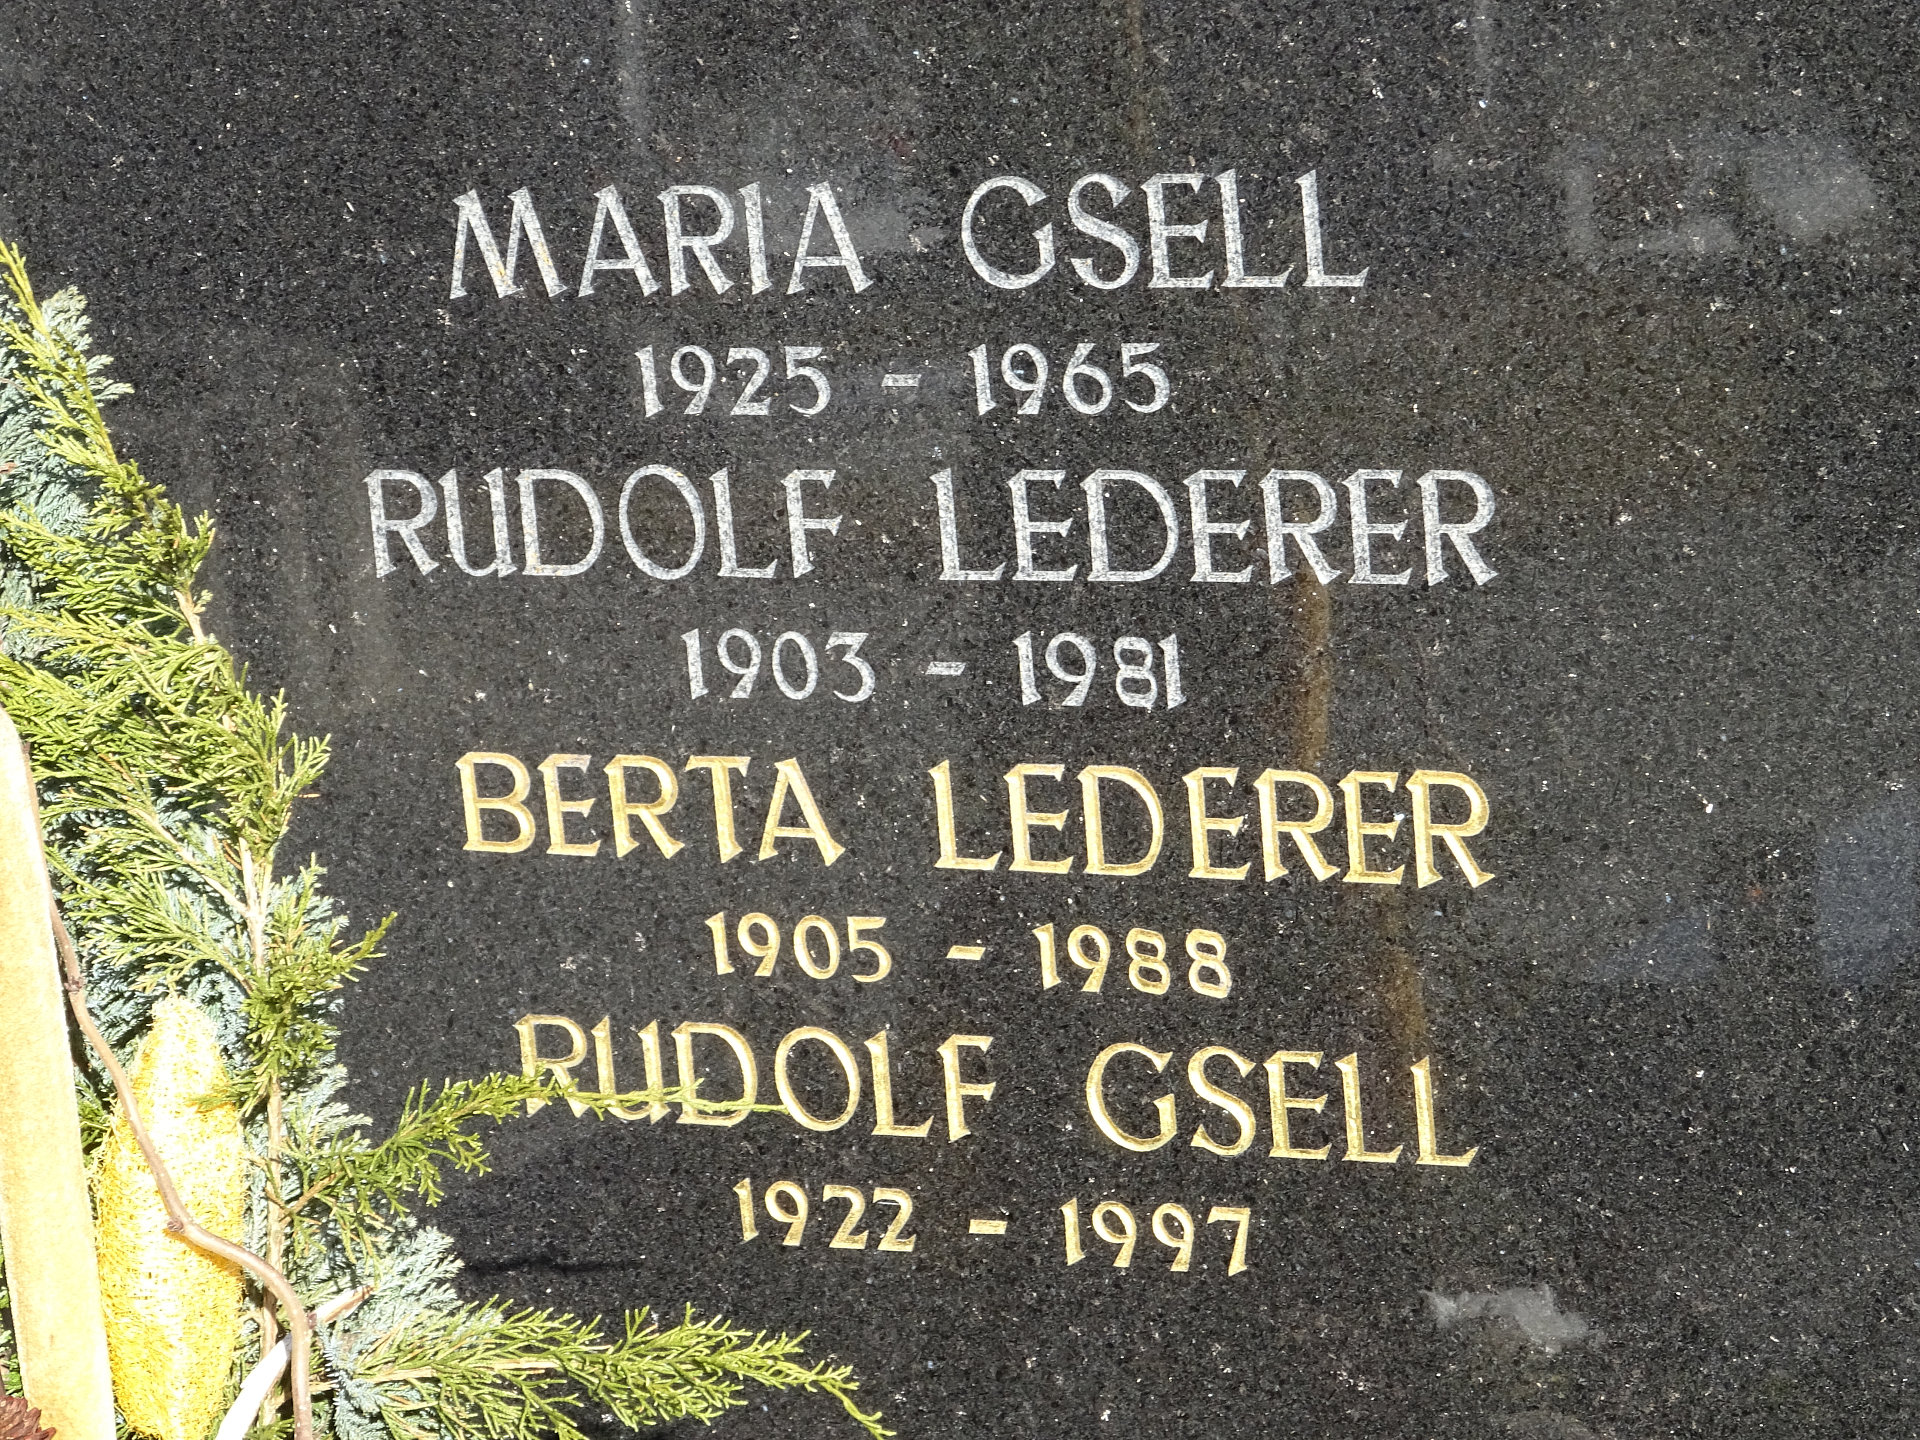 MARIA GSELL
1925 - 1965
RUDOLF LEDERER
1903 - 1981
BERTA LEDERER
1905 - 1988
RUDOLF GSELL
1922 - 1997